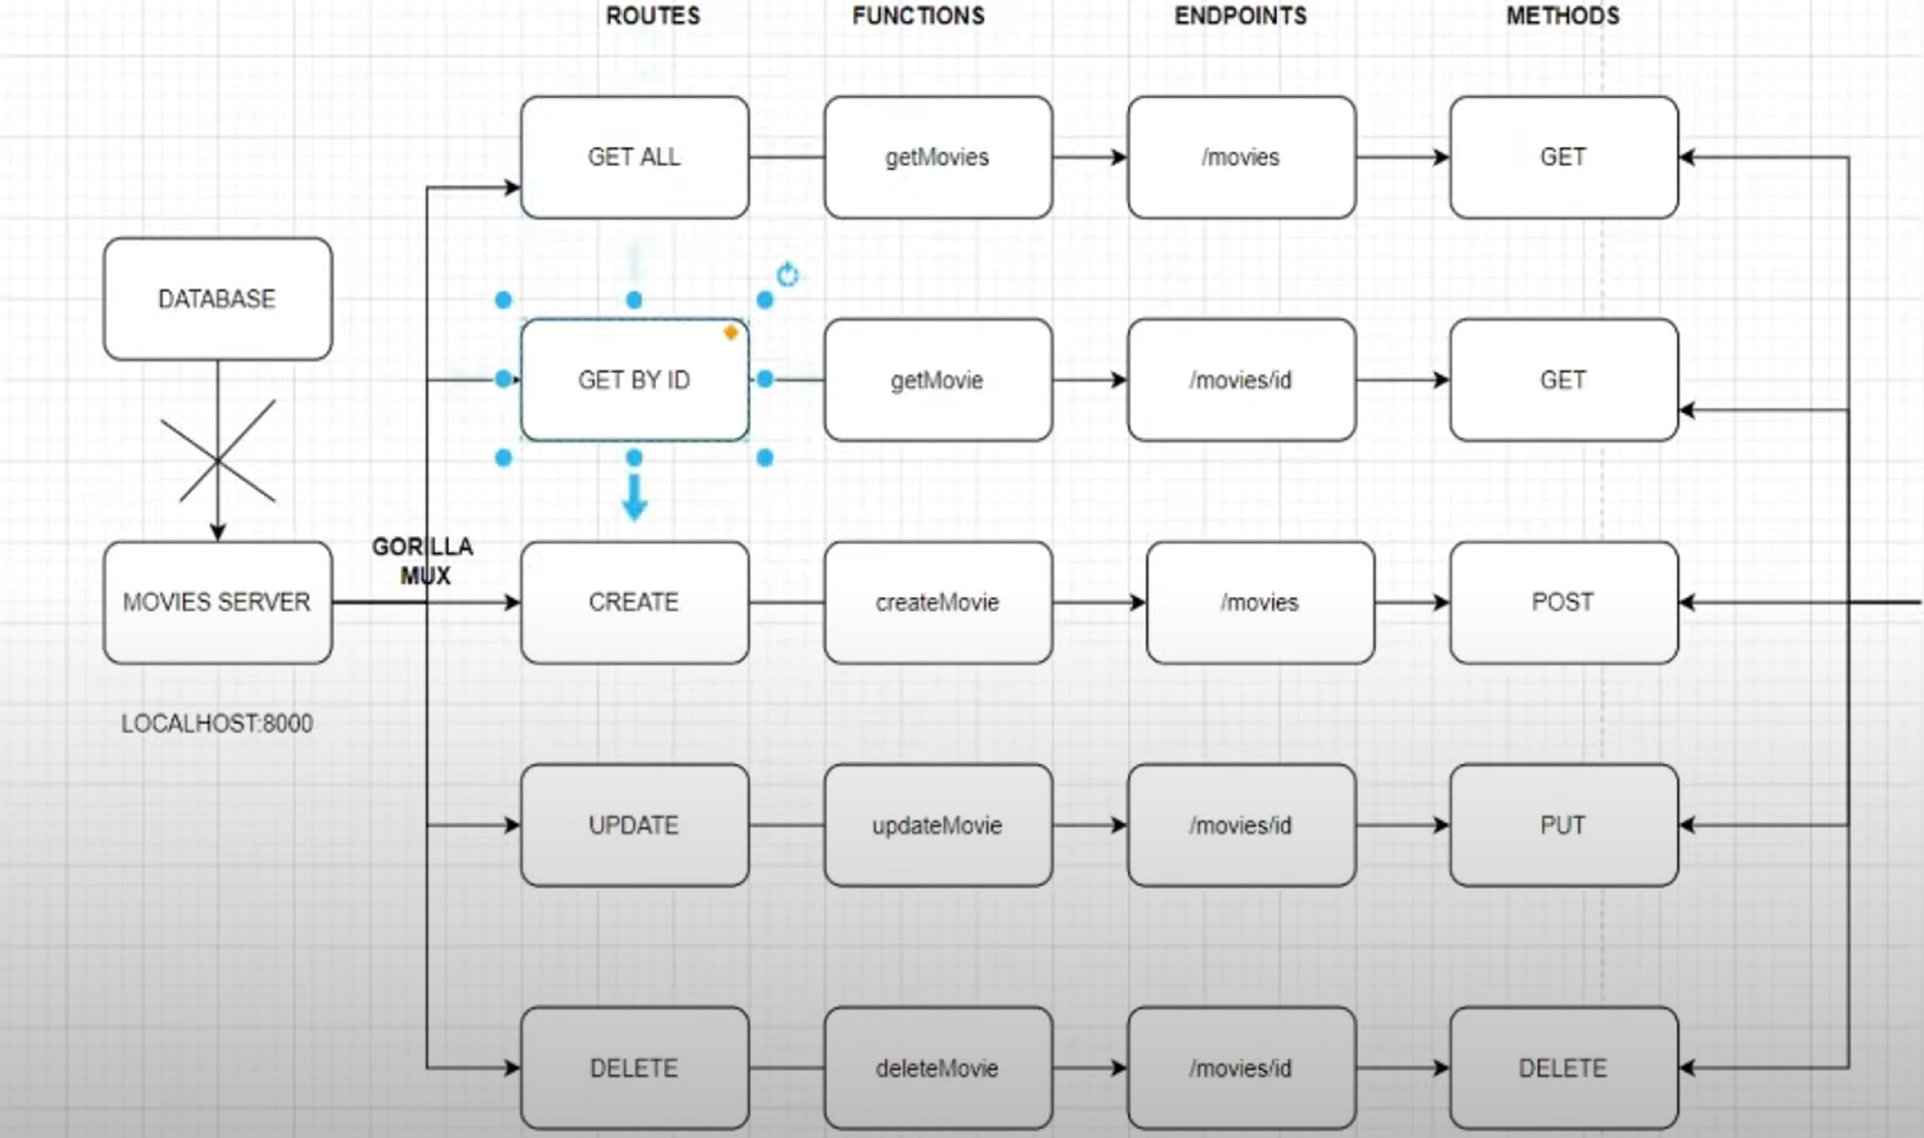 ROUTES
FUNCTIONS
ENDPOINTS
METHODS
GET ALL
getMovies
/movies
GET
DATABASE
GET BY ID
getMovie
/movies/id
GET
GORILLA
MUX
MOVIES SERVER
CREATE
createMovie
/movies
POST
LOCALHOST:8000
UPDATE
updateMovie
/movies/id
PUT
DELETE
deleteMovie
/movies/id
DELETE